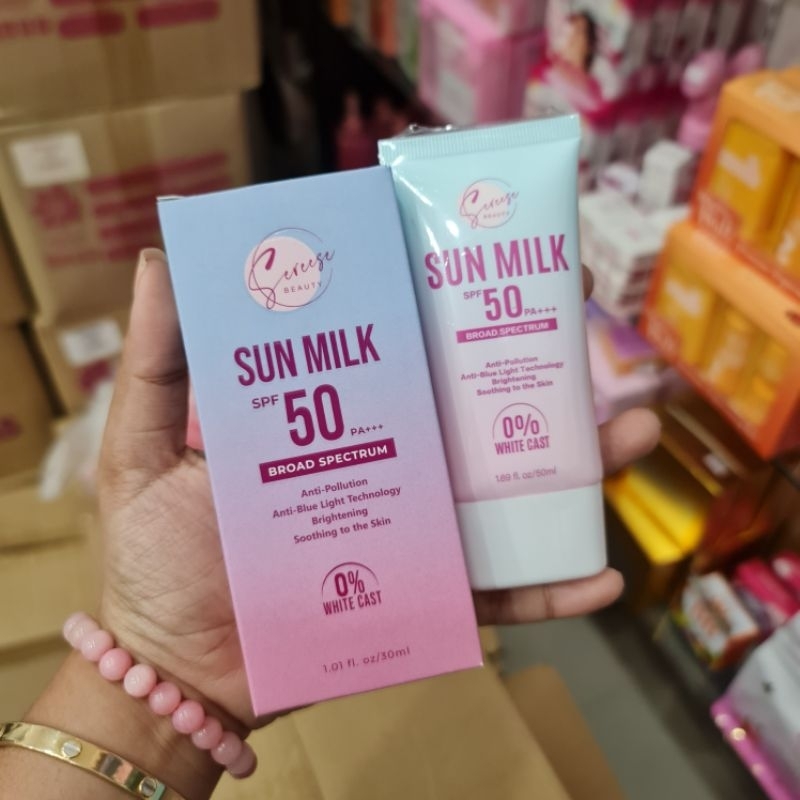 Sereese
BEAUTY
SUN MILK
SPF 50 PA+++
BROAD SPECTRUM
Anti-Pollution
Anti-Blue Light Technology
Brightening
Soothing to the Skin
0%
WHITE CAST
1.01 fl. oz/30ml
Sereese
BEAUTY
SUN MILK
SPF 50 PA+++
BROAD SPECTRUM
Anti-Pollution
Anti-Blue Light Technology
Brightening
Soothing to the Skin
0%
WHITE CAST
1.69 fl. oz/50ml